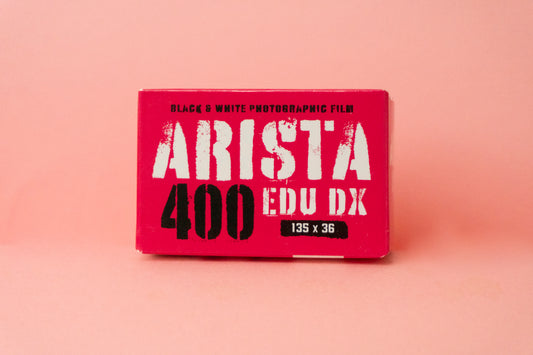 BLACK & WHITE PHOTOGRAPHIC FILM
ARISTA
400 EDU DX
135 x 36